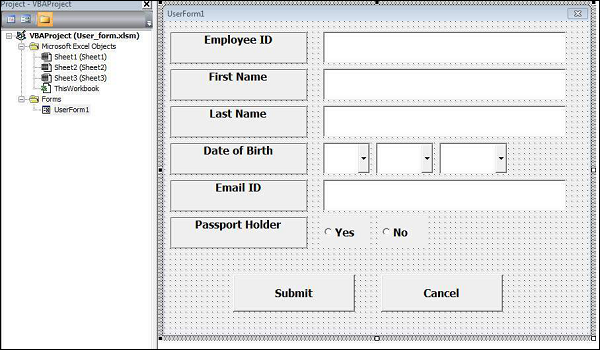 Project - VBAProject
VBAProject (User_form.xlsm)
Microsoft Excel Objects
Sheet1 (Sheet1)
Sheet2 (Sheet2)
Sheet3 (Sheet3)
ThisWorkbook
Forms
UserForm1
UserForm1
Employee ID
First Name
Last Name
Date of Birth
Email ID
Passport Holder
Yes No
Submit Cancel